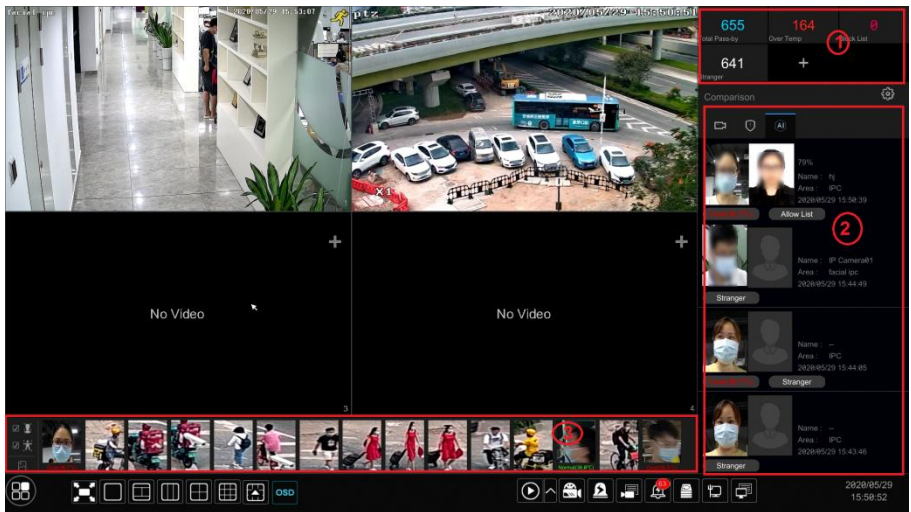 facial-ipc 2020/05/29 15:53:07
ptz 2020/05/29-15:50:51
X1
No Video
3
No Video
4
655 164 0
Total Pass-by Over Temp Block List
641 +
Stranger
1
Comparison
AI
79%
Name : hj
Area : IPC
2020/05/29 15:50:39
Allow List
2
Name : IP Camera01
Area : facial ipc
2020/05/29 15:44:49
Stranger
Name : --
Area : IPC
2020/05/29 15:44:05
Stranger
Name : --
Area : IPC
2020/05/29 15:43:46
Stranger
OSD
63
2020/05/29
15:50:52